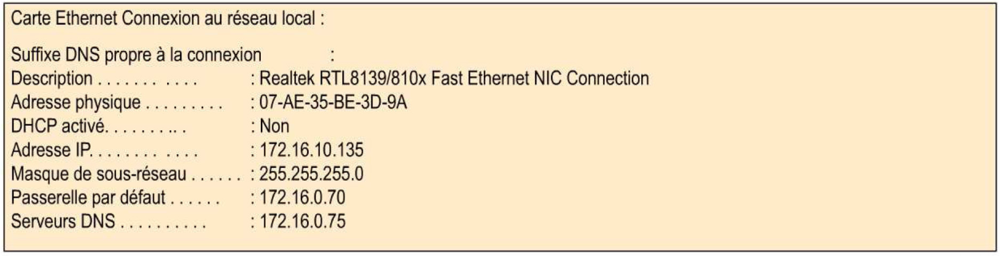 Carte Ethernet Connexion au réseau local :
Suffixe DNS propre à la connexion :
Description . . . . . . . . . . . : Realtek RTL8139/810x Fast Ethernet NIC Connection
Adresse physique . . . . . . . . . : 07-AE-35-BE-3D-9A
DHCP activé. . . . . . . .. . : Non
Adresse IP. . . . . . . . . . . . : 172.16.10.135
Masque de sous-réseau . . . . . . : 255.255.255.0
Passerelle par défaut . . . . . . : 172.16.0.70
Serveurs DNS . . . . . . . . . . : 172.16.0.75